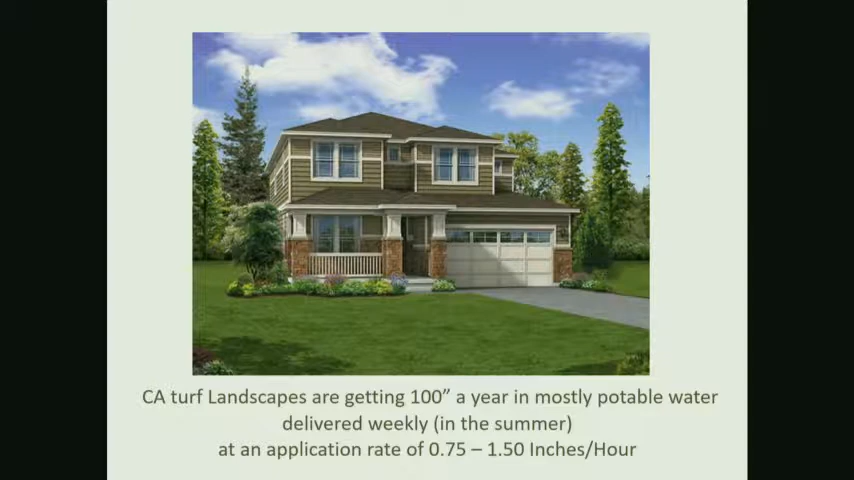 CA turf Landscapes are getting 100” a year in mostly potable water
delivered weekly (in the summer)
at an application rate of 0.75 – 1.50 Inches/Hour